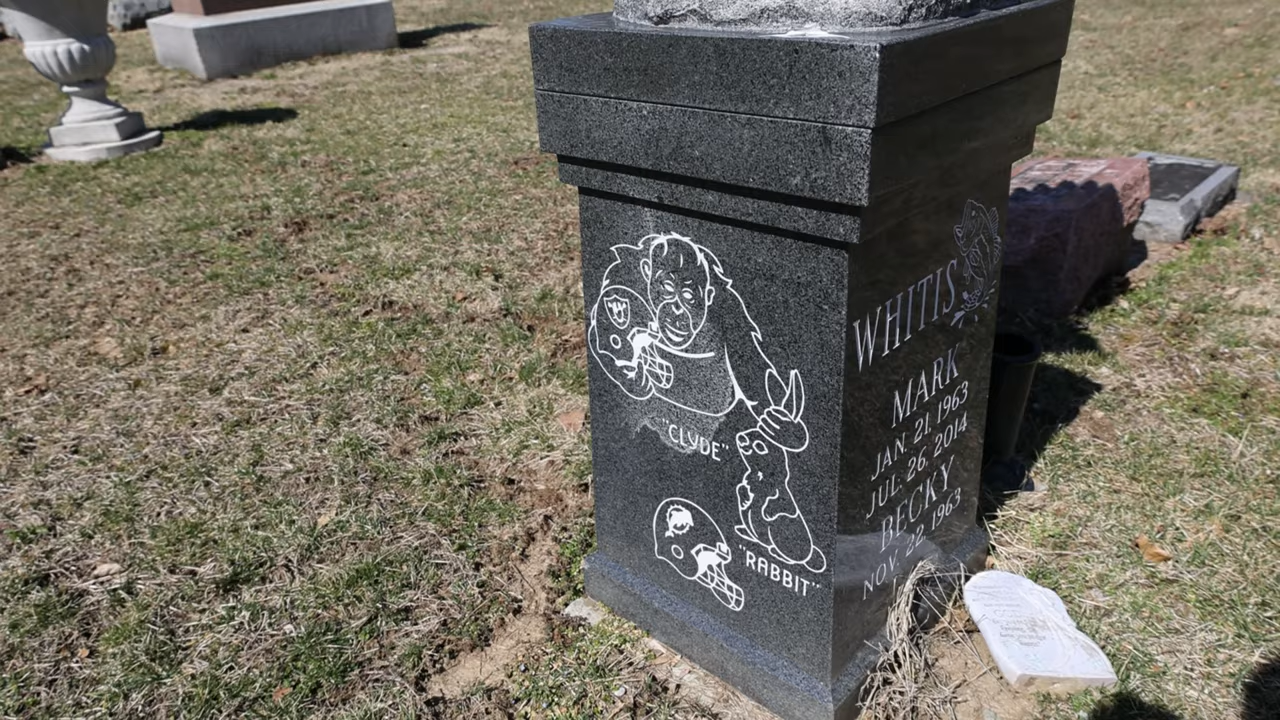 "CLYDE"
"RABBIT"
WHITIS
MARK
JAN. 21, 1963
JUL. 26, 2014
BECKY
NOV. 22, 1963